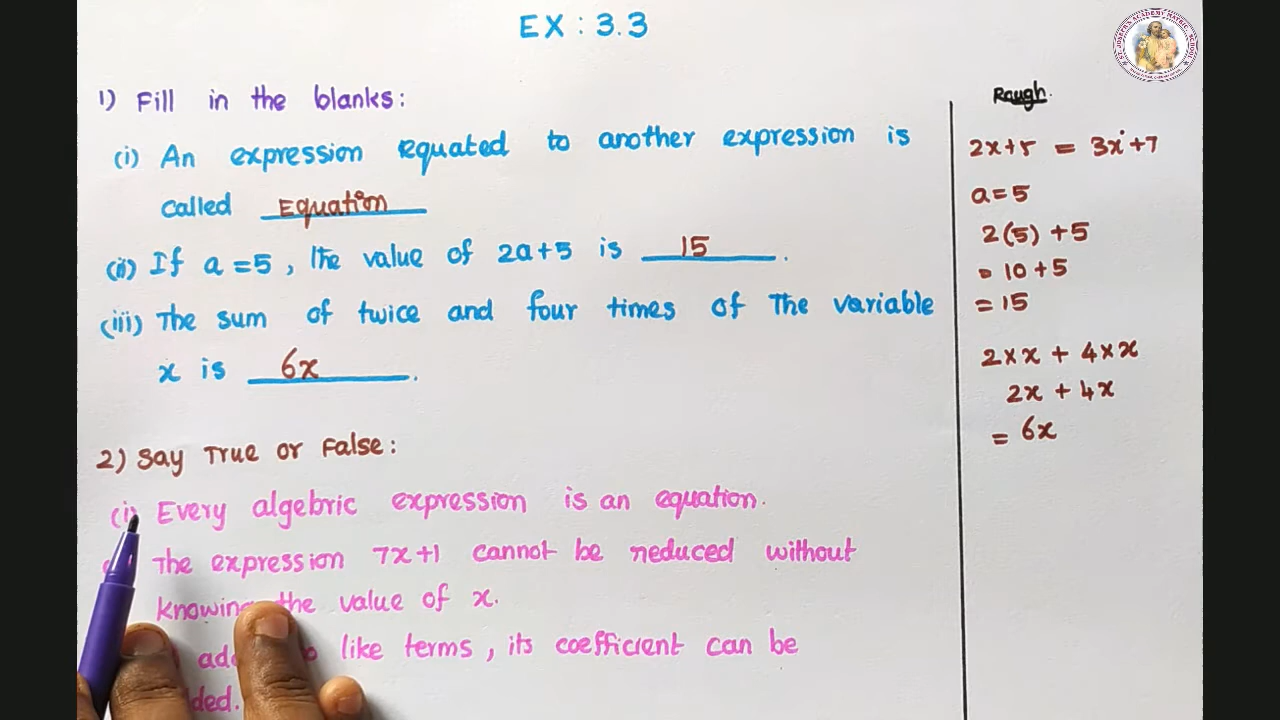 EX : 3.3
1) Fill in the blanks:
(i) An expression equated to another expression is
called Equation
(ii) If a = 5, the value of 2a+5 is 15.
(iii) The sum of twice and four times of the variable
x is 6x.
2) Say True or False:
(i) Every algebric expression is an equation.
The expression 7x+1 cannot be reduced without
knowing the value of x.
like terms, its coefficient can be
Rough.
2x+5 = 3x+7
a=5
2(5) +5
= 10+5
= 15
2×x + 4×x
2x + 4x
= 6x